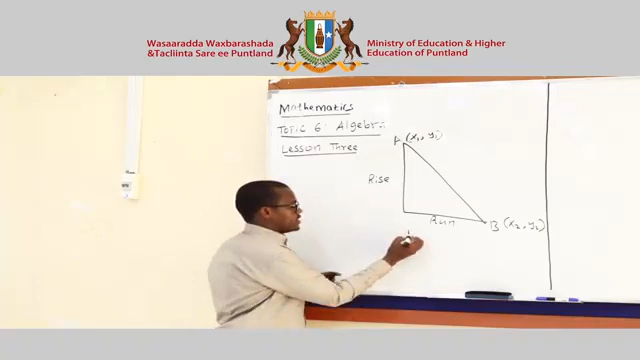 Wasaaradda Waxbarashada
&Tacliinta Sare ee Puntland
Ministry of Education & Higher
Education of Puntland
Mathematics
Topic 6: Algebra
Lesson Three
A (x₁, y₁)
Rise
Run
B (x₂, y₂)